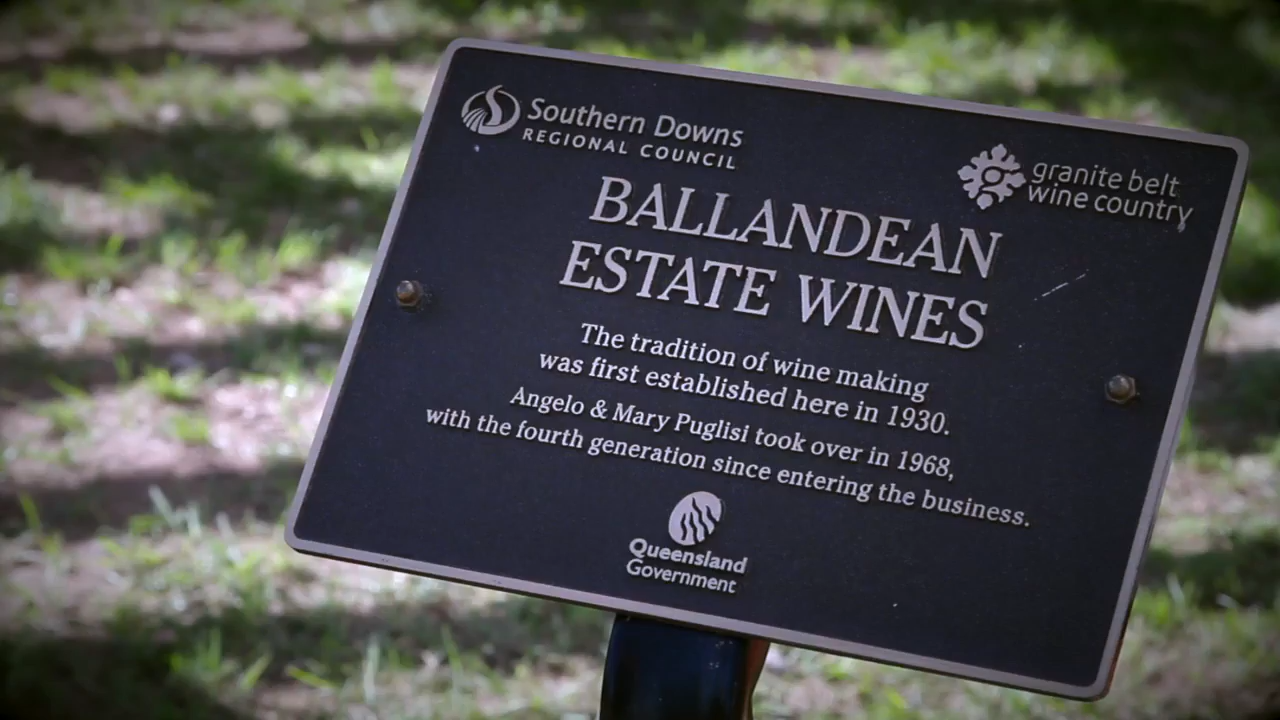 Southern Downs
REGIONAL COUNCIL
granite belt
wine country
BALLANDEAN
ESTATE WINES
The tradition of wine making
was first established here in 1930.
Angelo & Mary Puglisi took over in 1968,
with the fourth generation since entering the business.
Queensland
Government